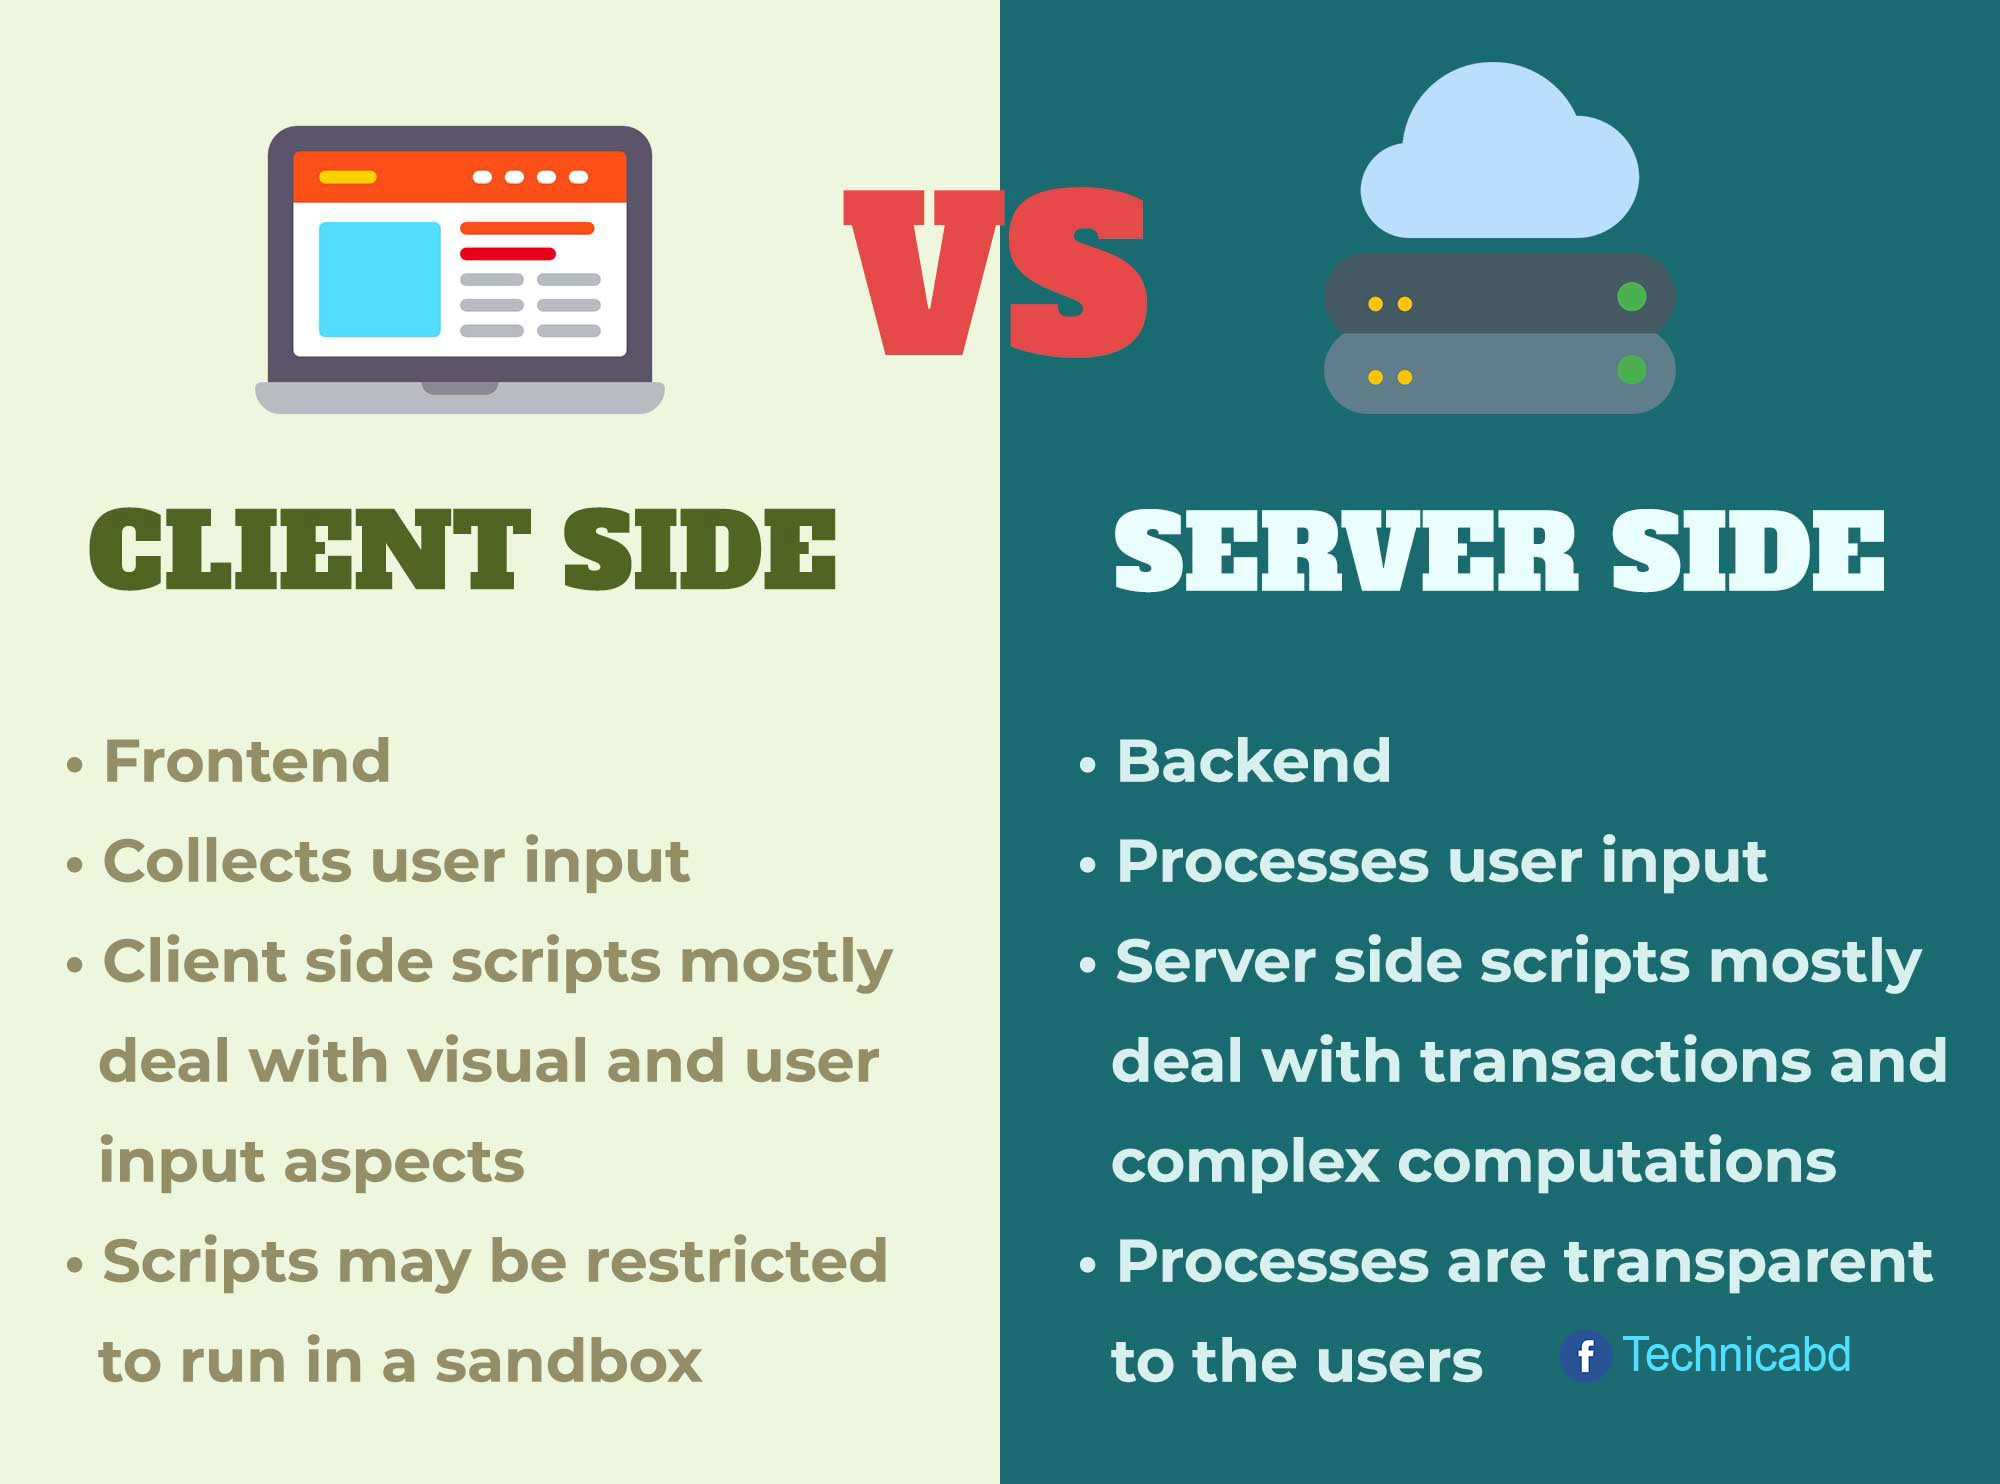 VS
CLIENT SIDE
• Frontend
• Collects user input
• Client side scripts mostly
deal with visual and user
input aspects
• Scripts may be restricted
to run in a sandbox
SERVER SIDE
• Backend
• Processes user input
• Server side scripts mostly
deal with transactions and
complex computations
• Processes are transparent
to the users
f Technicabd